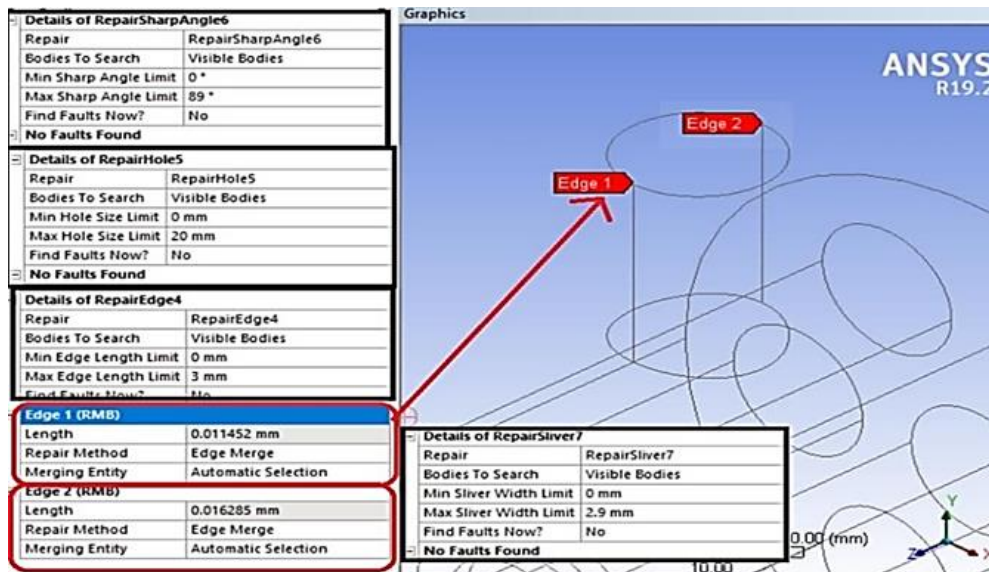 Graphics
Details of RepairSharpAngle6
Repair RepairSharpAngle6
Bodies To Search Visible Bodies
Min Sharp Angle Limit 0 °
Max Sharp Angle Limit 89 °
Find Faults Now? No
No Faults Found
Details of RepairHole5
Repair RepairHole5
Bodies To Search Visible Bodies
Min Hole Size Limit 0 mm
Max Hole Size Limit 20 mm
Find Faults Now? No
No Faults Found
Details of RepairEdge4
Repair RepairEdge4
Bodies To Search Visible Bodies
Min Edge Length Limit 0 mm
Max Edge Length Limit 3 mm
Find Faults Now? No
Edge 1 (RMB)
Length 0.011452 mm
Repair Method Edge Merge
Merging Entity Automatic Selection
Edge 2 (RMB)
Length 0.016285 mm
Repair Method Edge Merge
Merging Entity Automatic Selection
ANSYS
R19.2
Edge 2
Edge 1
Details of RepairSliver7
Repair RepairSliver7
Bodies To Search Visible Bodies
Min Sliver Width Limit 0 mm
Max Sliver Width Limit 2.9 mm
Find Faults Now? No
No Faults Found
0.00 (mm)
10.00
Y
Z
X